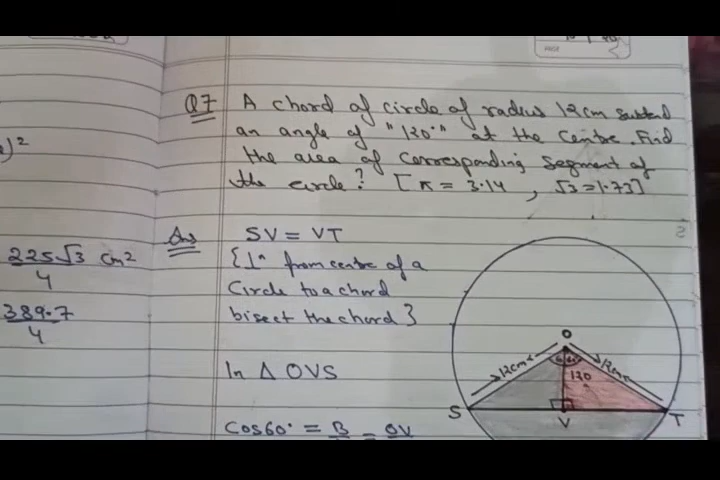 )²
225√3 cm²
4
389.7
4
Q7 A chord of circle of radius 12cm subtend
an angle of "120°" at the centre. Find
the area of corresponding segment of
the circle? [π = 3.14 , √3 = 1.73]
Ans SV = VT
{⊥ⁿ from centre of a
Circle to a chord
bisect the chord}
In Δ OVS
Cos60° = B = OV
O
12cm
12cm
120
S
V
T